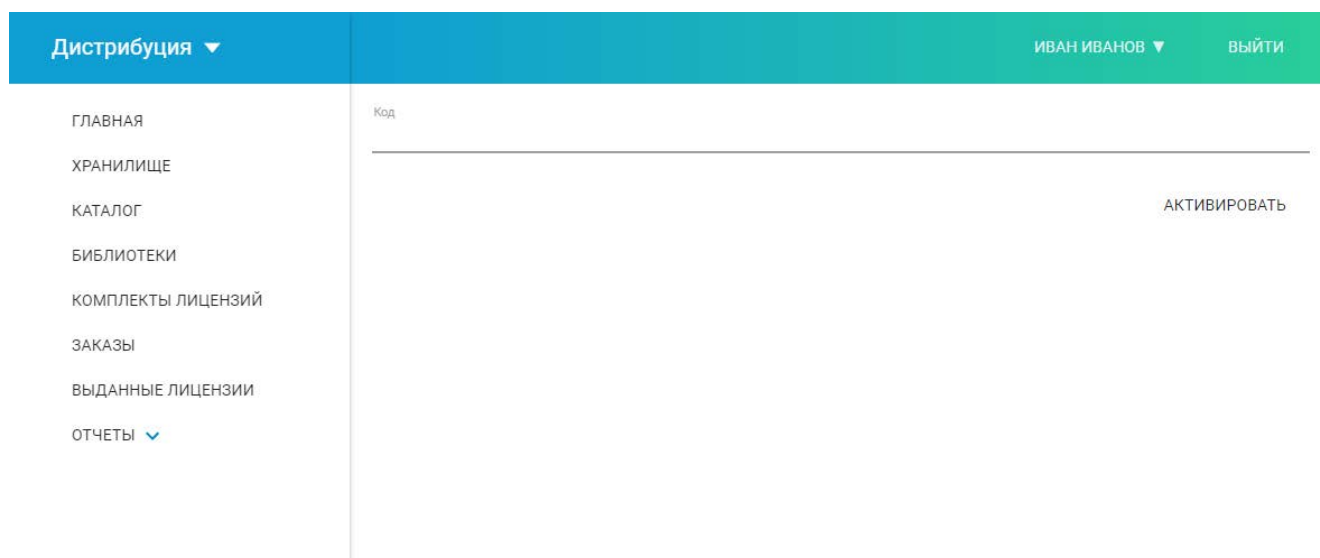 Дистрибуция
ИВАН ИВАНОВ
ВЫЙТИ
ГЛАВНАЯ
ХРАНИЛИЩЕ
КАТАЛОГ
БИБЛИОТЕКИ
КОМПЛЕКТЫ ЛИЦЕНЗИЙ
ЗАКАЗЫ
ВЫДАННЫЕ ЛИЦЕНЗИИ
ОТЧЕТЫ
Код
АКТИВИРОВАТЬ